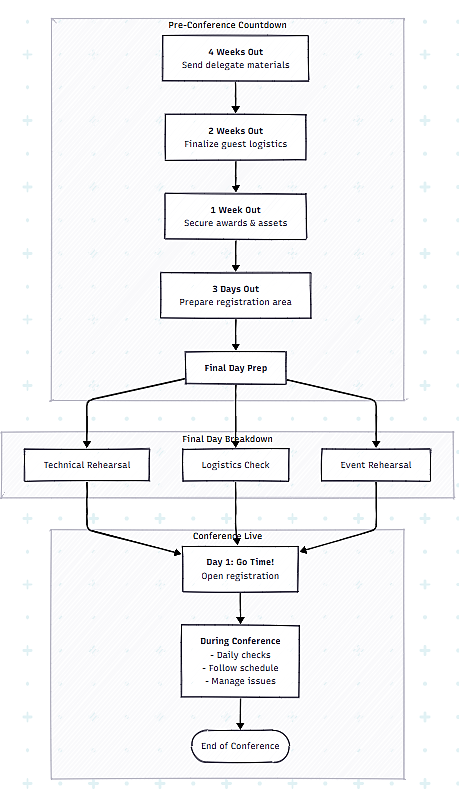 Pre-Conference Countdown
4 Weeks Out
Send delegate materials
2 Weeks Out
Finalize guest logistics
1 Week Out
Secure awards & assets
3 Days Out
Prepare registration area
Final Day Prep
Final Day Breakdown
Technical Rehearsal
Logistics Check
Event Rehearsal
Conference Live
Day 1: Go Time!
Open registration
During Conference
- Daily checks
- Follow schedule
- Manage issues
End of Conference